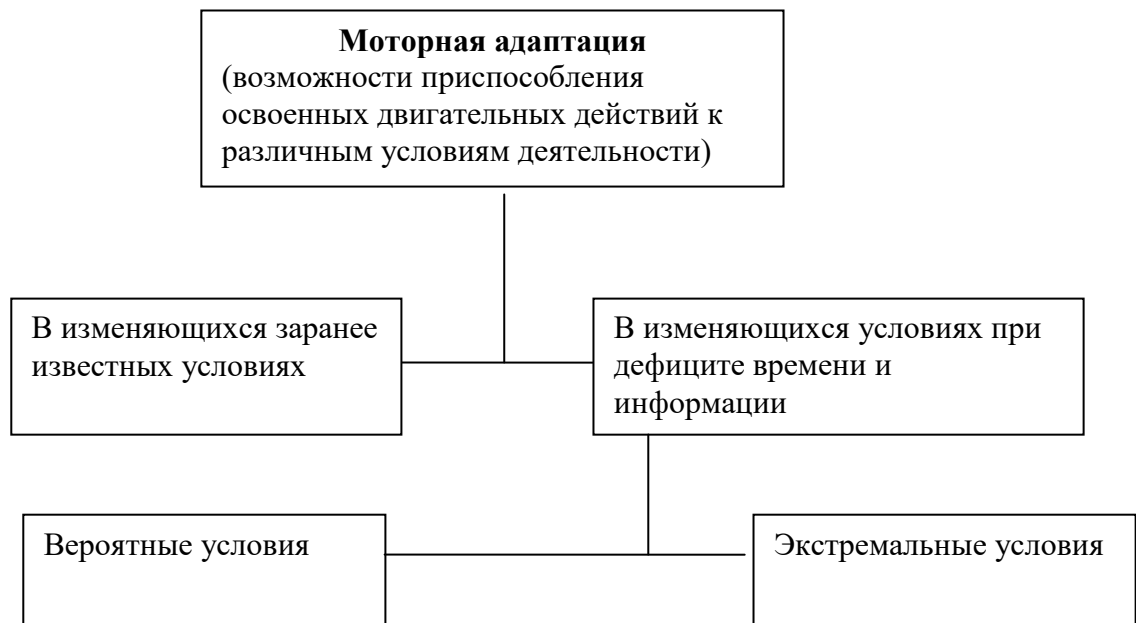 Моторная адаптация
(возможности приспособления
освоенных двигательных действий к
различным условиям деятельности)
В изменяющихся заранее
известных условиях
В изменяющихся условиях при
дефиците времени и
информации
Вероятные условия
Экстремальные условия